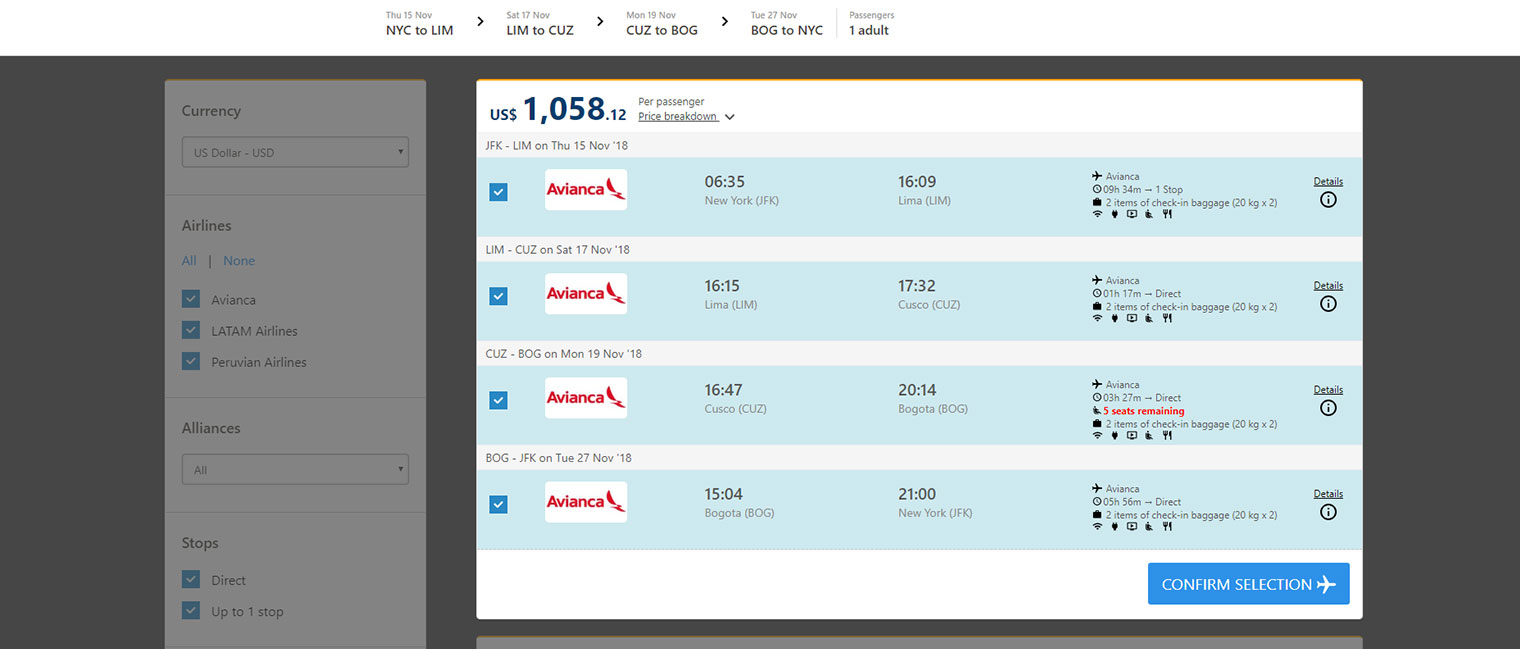 Thu 15 Nov
NYC to LIM
Sat 17 Nov
LIM to CUZ
Mon 19 Nov
CUZ to BOG
Tue 27 Nov
BOG to NYC
Passengers
1 adult
Currency
US Dollar - USD
Airlines
All | None
Avianca
LATAM Airlines
Peruvian Airlines
Alliances
All
Stops
Direct
Up to 1 stop
US$ 1,058.12
Per passenger
Price breakdown
JFK - LIM on Thu 15 Nov '18
Avianca
06:35
New York (JFK)
16:09
Lima (LIM)
Avianca
09h 34m → 1 Stop
2 items of check-in baggage (20 kg x 2)
Details
LIM - CUZ on Sat 17 Nov '18
Avianca
16:15
Lima (LIM)
17:32
Cusco (CUZ)
Avianca
01h 17m → Direct
2 items of check-in baggage (20 kg x 2)
Details
CUZ - BOG on Mon 19 Nov '18
Avianca
16:47
Cusco (CUZ)
20:14
Bogota (BOG)
Avianca
03h 27m → Direct
5 seats remaining
2 items of check-in baggage (20 kg x 2)
Details
BOG - JFK on Tue 27 Nov '18
Avianca
15:04
Bogota (BOG)
21:00
New York (JFK)
Avianca
05h 56m → Direct
2 items of check-in baggage (20 kg x 2)
Details
CONFIRM SELECTION